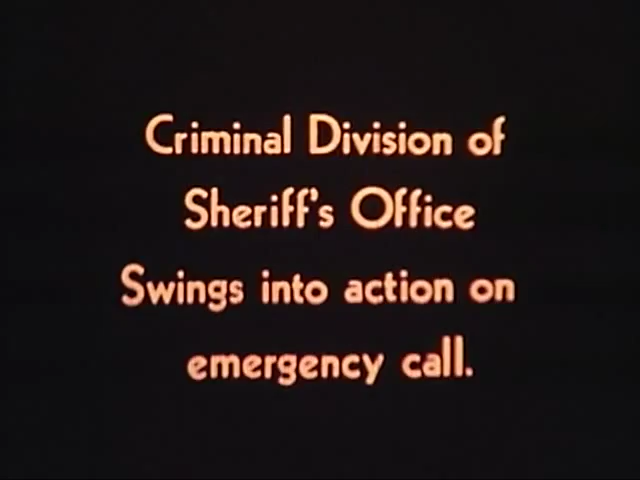 Criminal Division of
Sheriff's Office
Swings into action on
emergency call.